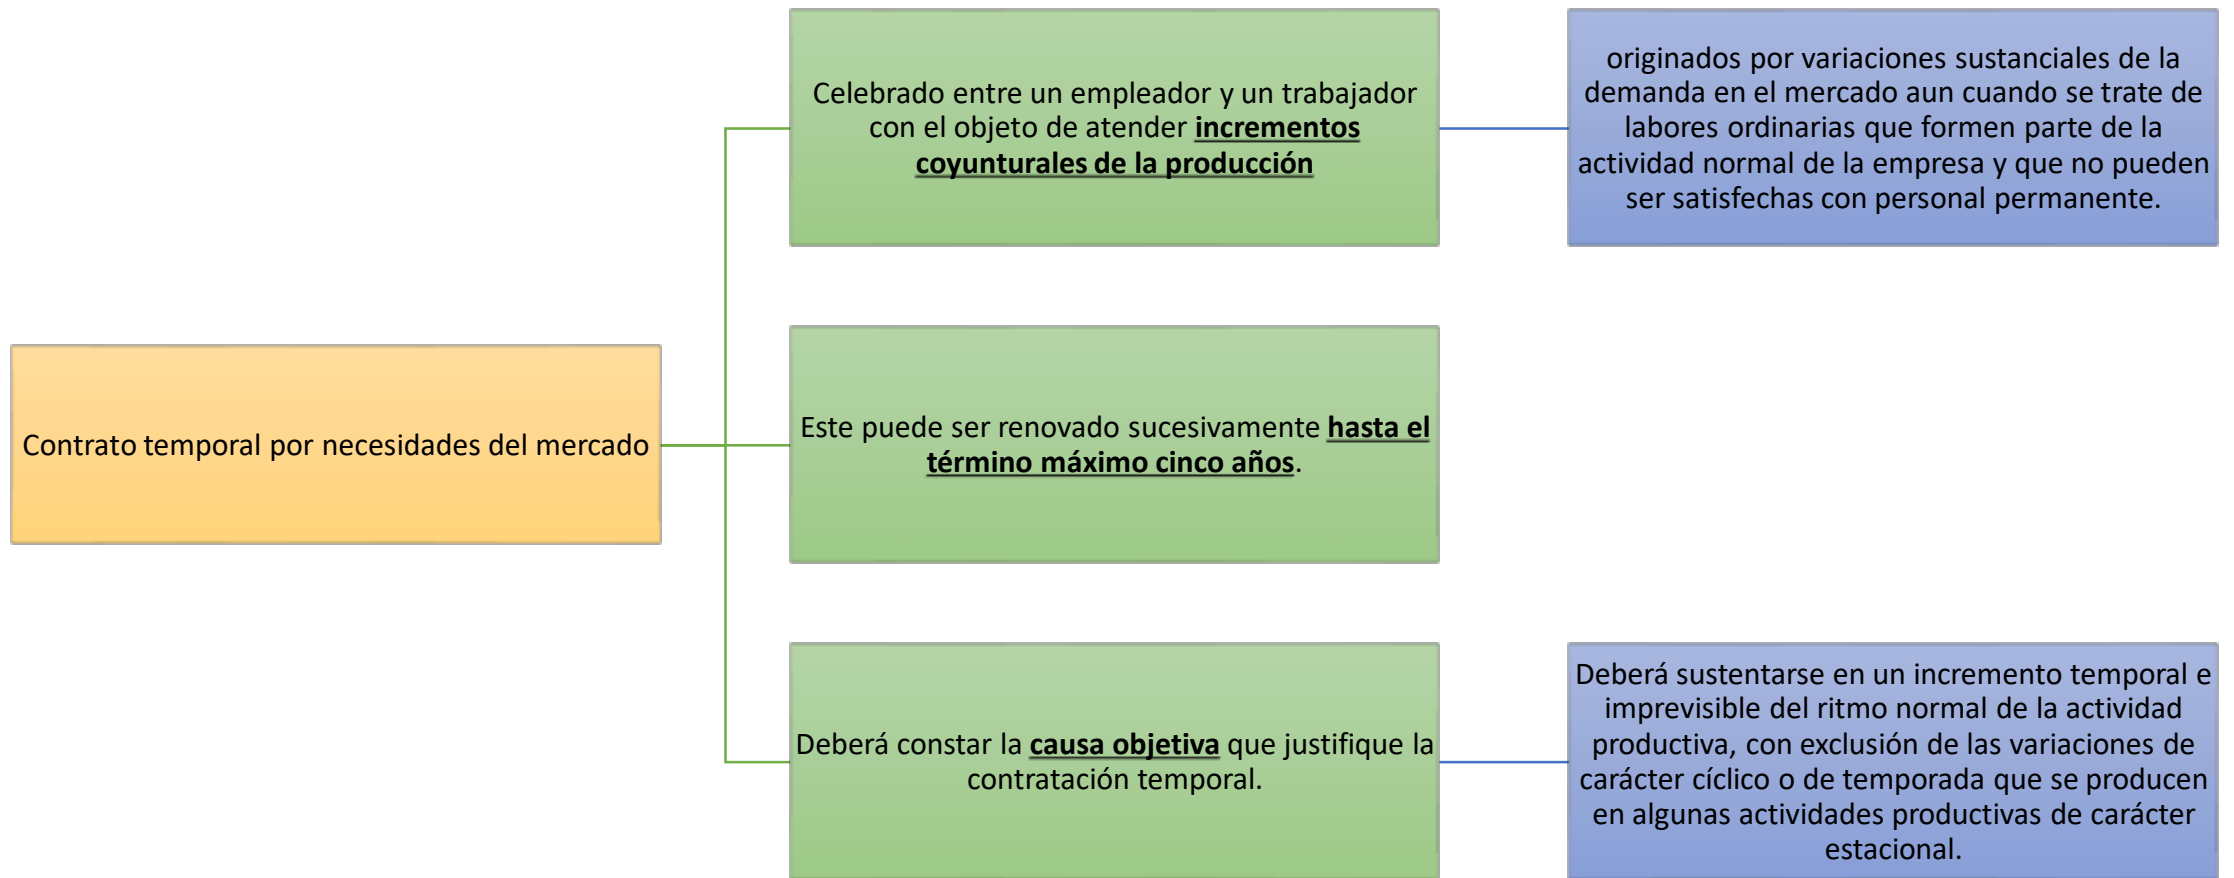 Contrato temporal por necesidades del mercado
Celebrado entre un empleador y un trabajador
con el objeto de atender incrementos
coyunturales de la producción
originados por variaciones sustanciales de la
demanda en el mercado aun cuando se trate de
labores ordinarias que formen parte de la
actividad normal de la empresa y que no pueden
ser satisfechas con personal permanente.
Este puede ser renovado sucesivamente hasta el
término máximo cinco años.
Deberá constar la causa objetiva que justifique la
contratación temporal.
Deberá sustentarse en un incremento temporal e
imprevisible del ritmo normal de la actividad
productiva, con exclusión de las variaciones de
carácter cíclico o de temporada que se producen
en algunas actividades productivas de carácter
estacional.